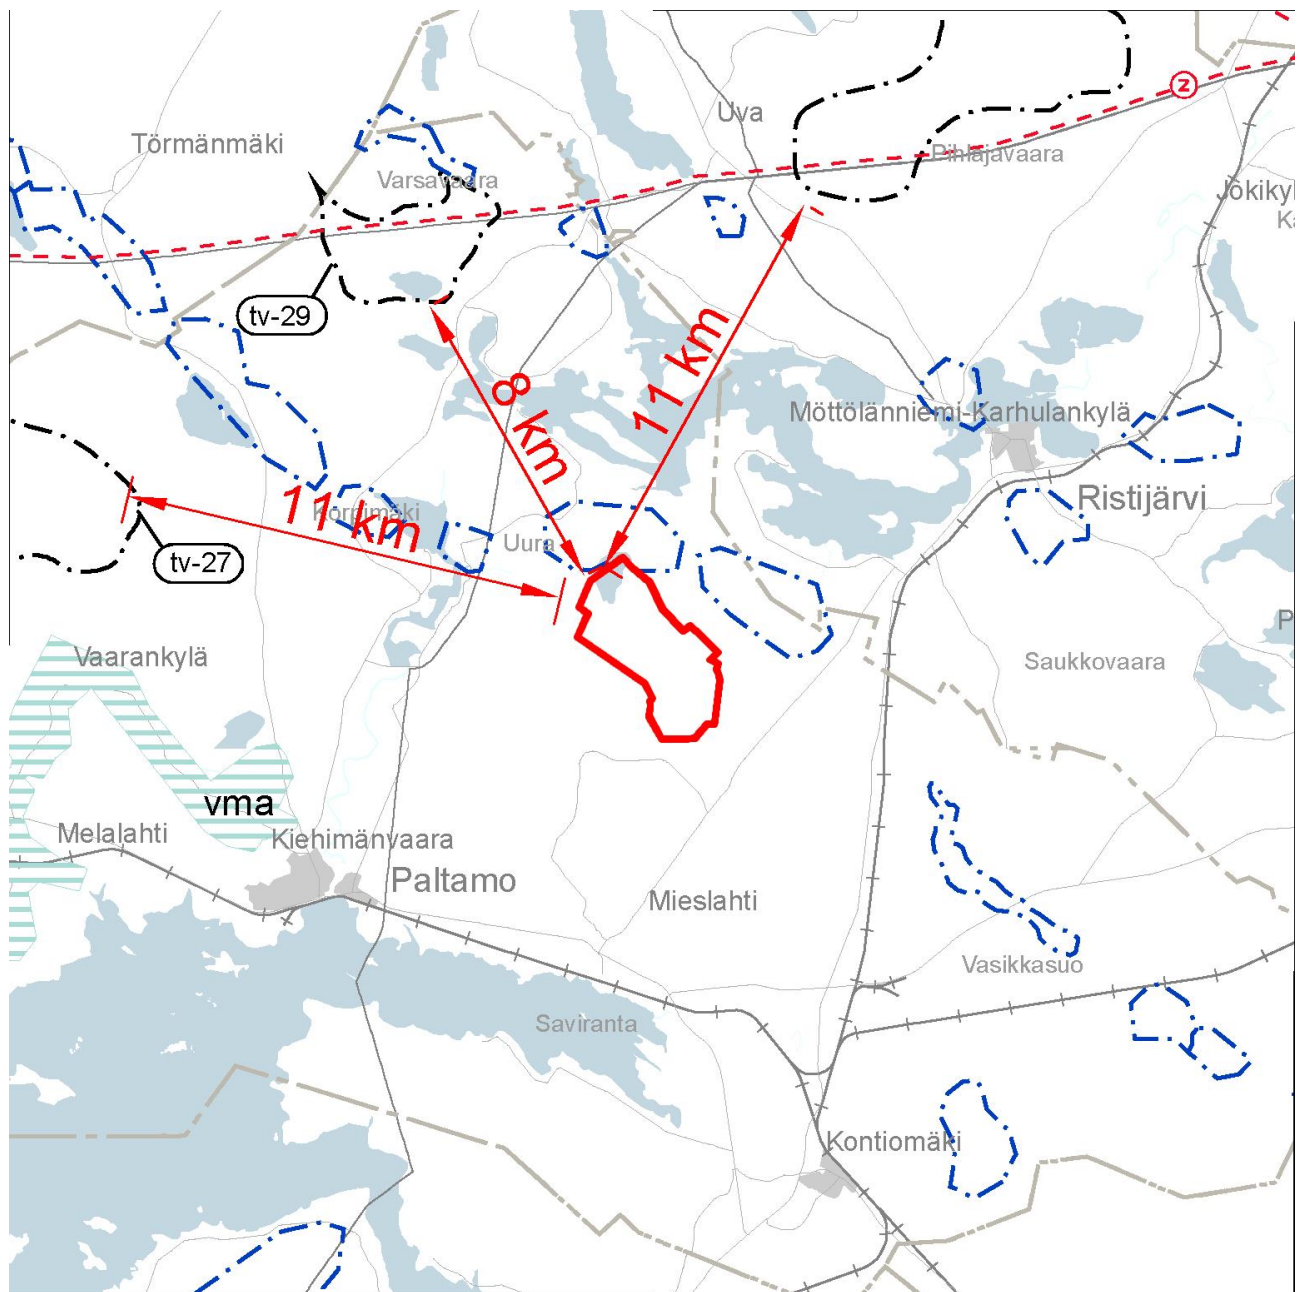 Uva
Törmänmäki
z
Pihlajavaara
Varsavaara
Jokikyl
Kä
tv-29
11 km
8 km
Möttölänniemi-Karhulankylä
Ristijärvi
11 km
Korpimäki
Uura
tv-27
P
Vaarankylä
Saukkovaara
vma
Melalahti
Kiehimänvaara
Paltamo
Mieslahti
Vasikkasuo
Saviranta
Kontiomäki